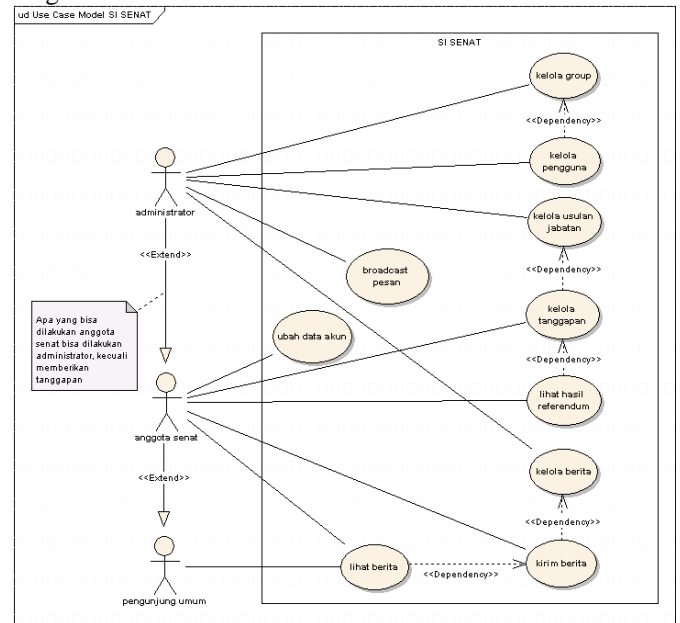 ud Use Case Model SI SENAT
SI SENAT
kelola group
<<Dependency>>
kelola
pengguna
administrator
kelola usulan
jabatan
<<Extend>>
<<Dependency>>
broadcast
pesan
Apa yang bisa
dilakukan anggota
senat bisa dilakukan
administrator, kecuali
memberikan
tanggapan
kelola
tanggapan
ubah data akun
<<Dependency>>
lihat hasil
referendum
anggota senat
kelola berita
<<Extend>>
<<Dependency>>
lihat berita
<<Dependency>>
kirim berita
pengunjung umum